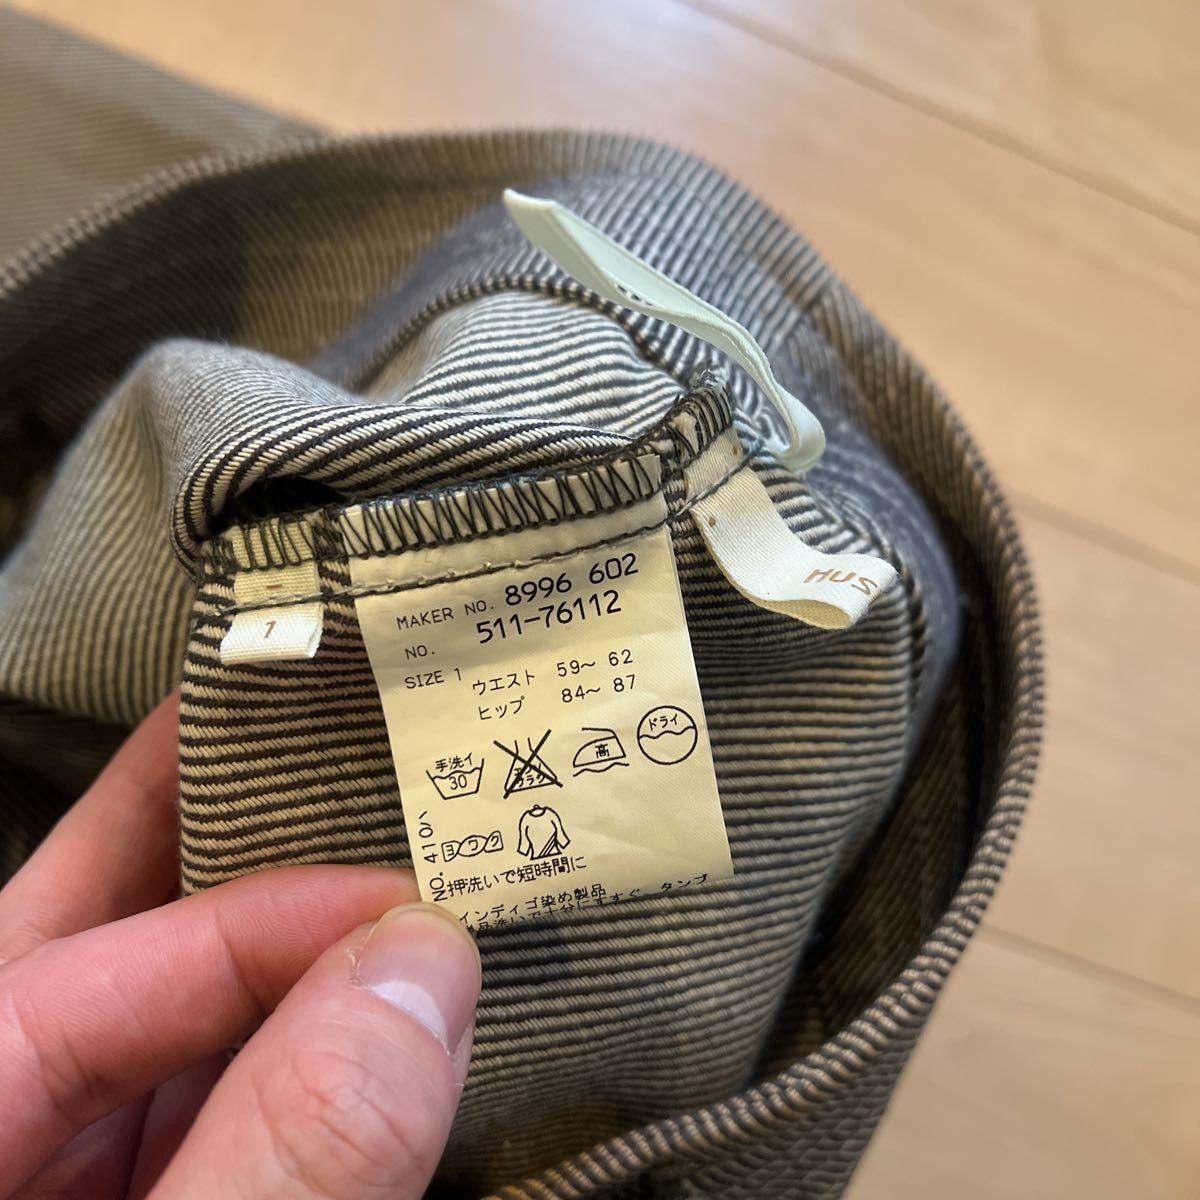 MAKER NO. 8996 602
NO. 511-76112
SIZE 1 ウエスト 59~ 62
ヒップ 84~ 87
手洗イ
30
高
ドライ
ヨワク
NO. 410
押洗いで短時間に
インディゴ染め製品
1
HUS